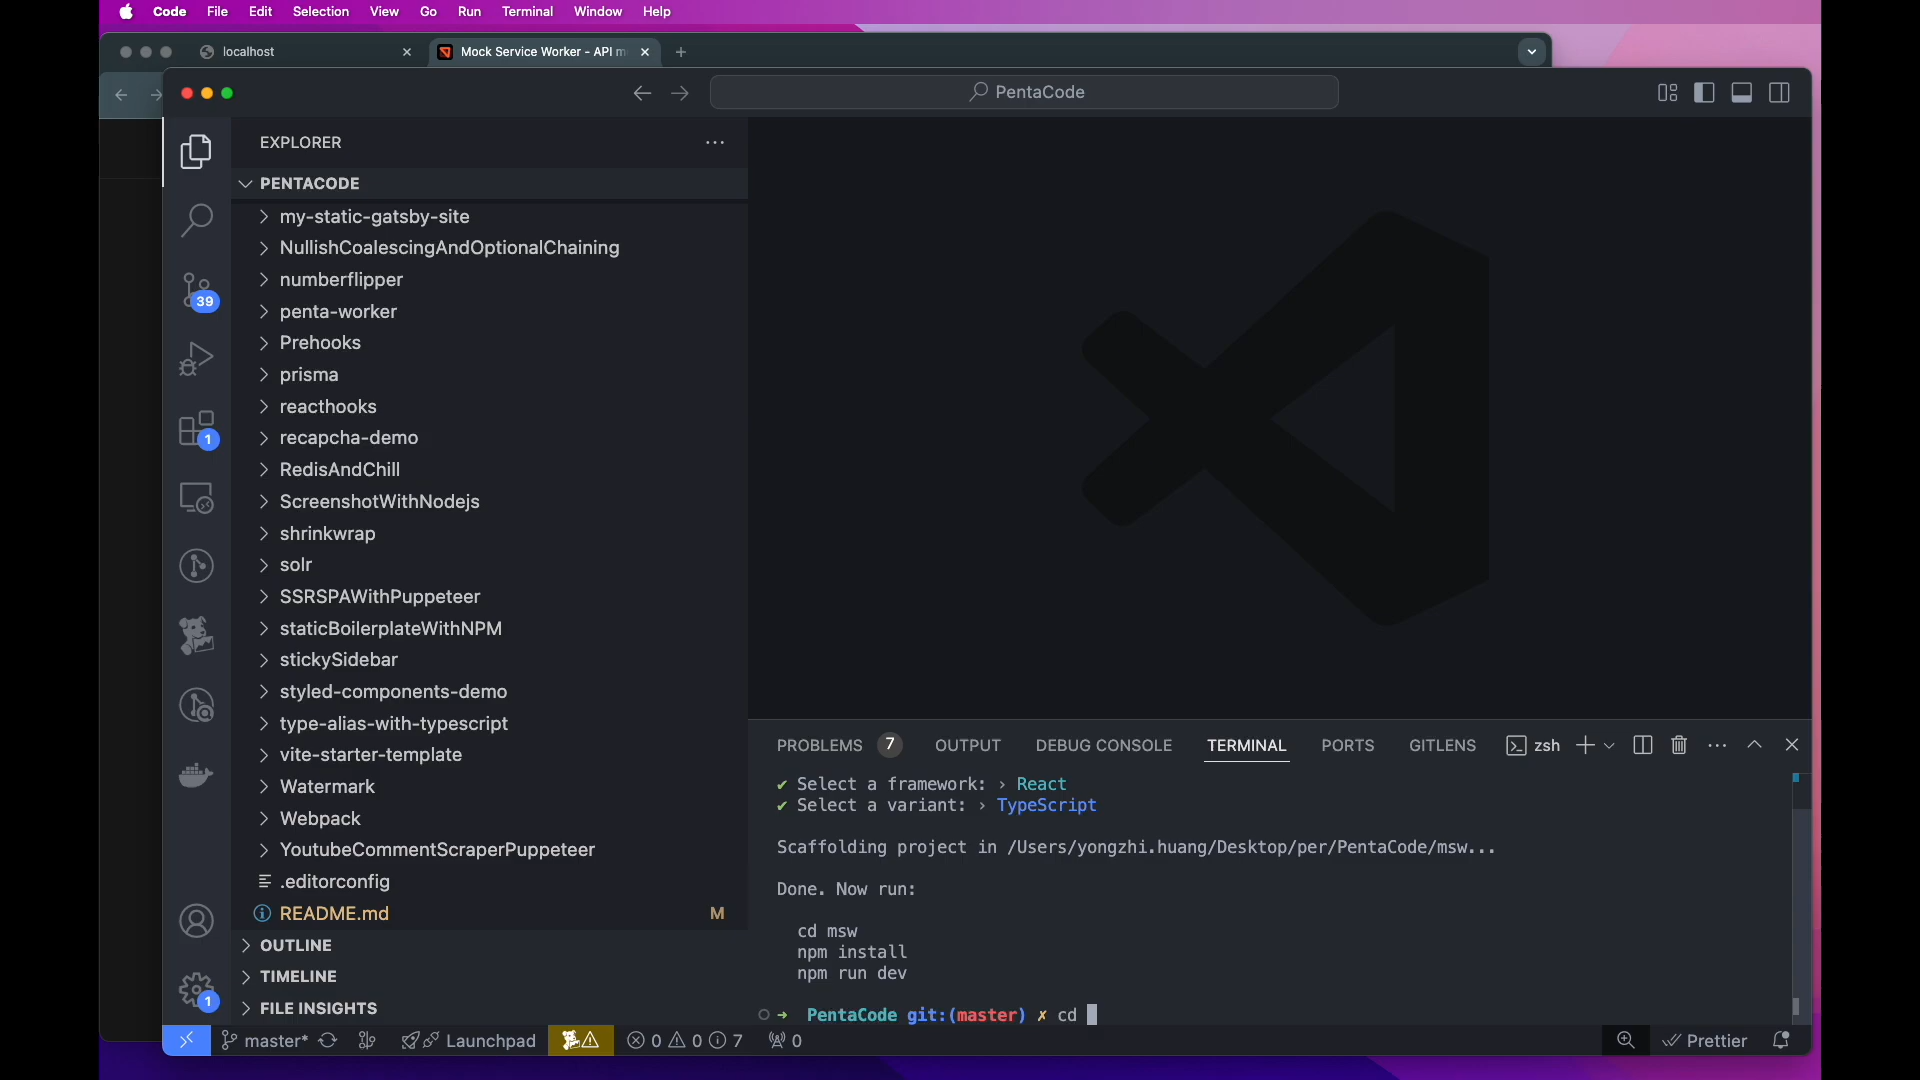 Code File Edit Selection View Go Run Terminal Window Help
localhost
Mock Service Worker - API m
PentaCode
EXPLORER
PENTACODE
my-static-gatsby-site
NullishCoalescingAndOptionalChaining
numberflipper
penta-worker
Prehooks
prisma
reacthooks
recapcha-demo
RedisAndChill
ScreenshotWithNodejs
shrinkwrap
solr
SSRSPAWithPuppeteer
staticBoilerplateWithNPM
stickySidebar
styled-components-demo
type-alias-with-typescript
vite-starter-template
Watermark
Webpack
YoutubeCommentScraperPuppeteer
.editorconfig
README.md M
OUTLINE
TIMELINE
FILE INSIGHTS
39
1
1
PROBLEMS 7 OUTPUT DEBUG CONSOLE TERMINAL PORTS GITLENS zsh
✔ Select a framework: › React
✔ Select a variant: › TypeScript
Scaffolding project in /Users/yongzhi.huang/Desktop/per/PentaCode/msw...
Done. Now run:
cd msw
npm install
npm run dev
➜ PentaCode git:(master) ✗ cd
master* Launchpad 0 0 7 0 Prettier